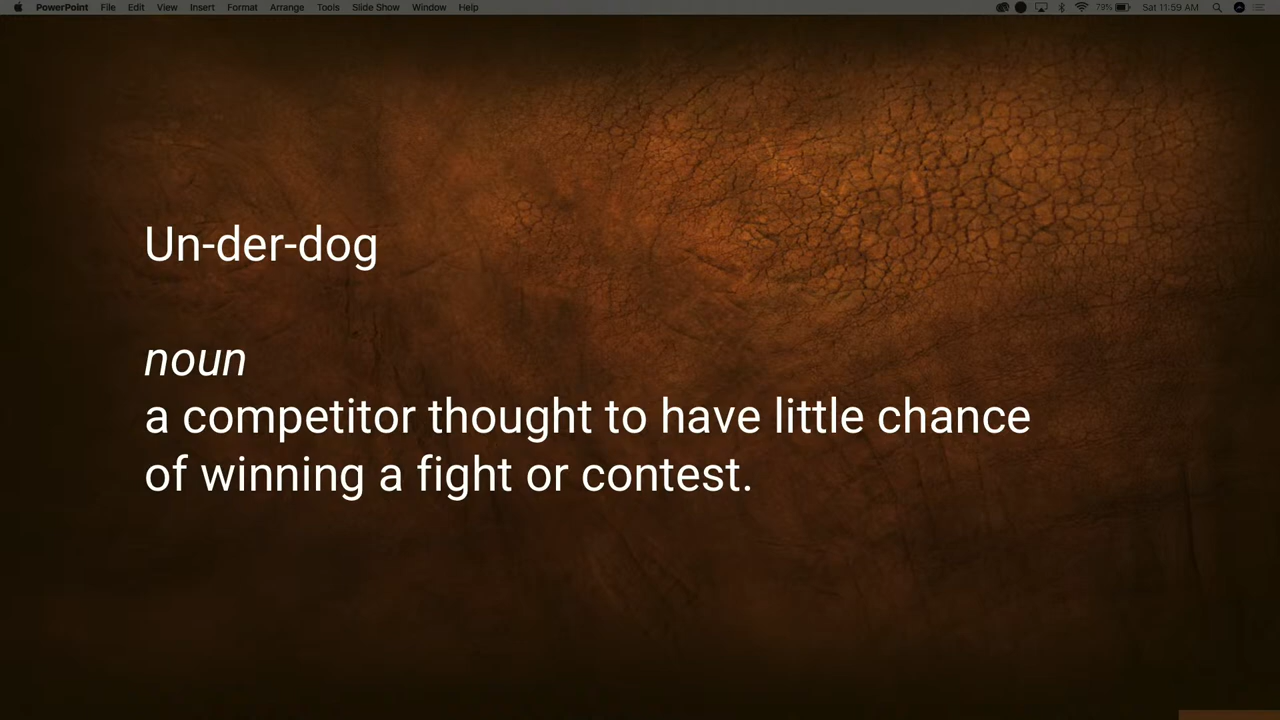 PowerPoint File Edit View Insert Format Arrange Tools Slide Show Window Help 79% Sat 11:59 AM
Un-der-dog
noun
a competitor thought to have little chance
of winning a fight or contest.